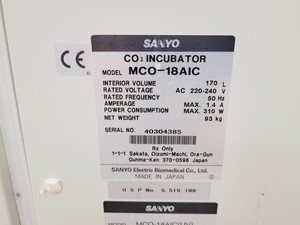 SANYO
CE
CO₂ INCUBATOR
MODEL MCO-18AIC
INTERIOR VOLUME 170 L
RATED VOLTAGE AC 220-240 V
RATED FREQUENCY 50 Hz
AMPERAGE MAX. 1.4 A
POWER CONSUMPTION MAX. 310 W
NET WEIGHT 93 kg
SERIAL NO. 40304385
Rx Only
1-1-1 Sakata, Oizumi-Machi, Ora-Gun
Gunma-Ken 370-0596 Japan
SANYO Electric Biomedical Co., Ltd.
MADE IN JAPAN
USP No. 5,519,188
SANYO